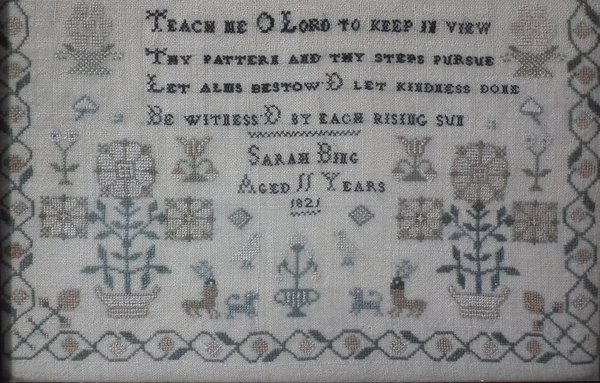 Teach me O Lord to keep in view
Thy pattern and thy steps pursue
Let alms bestow'd let kindness done
Be witness'd by each rising sun
Sarah Bing
Aged 11 Years
1821